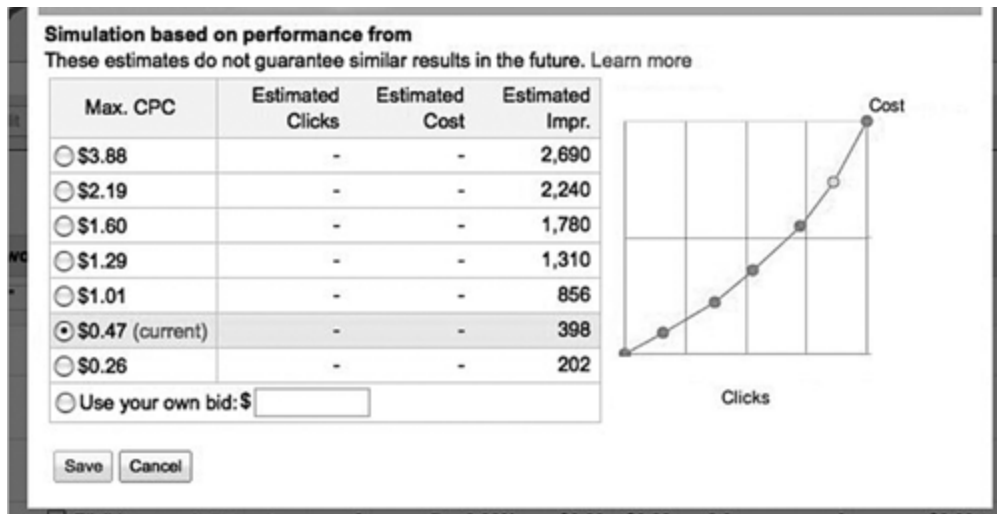 Simulation based on performance from
These estimates do not guarantee similar results in the future. Learn more
Max. CPC Estimated Clicks Estimated Cost Estimated Impr.
$3.88 - - 2,690
$2.19 - - 2,240
$1.60 - - 1,780
$1.29 - - 1,310
$1.01 - - 856
$0.47 (current) - - 398
$0.26 - - 202
Use your own bid: $
Cost
Clicks
Save Cancel